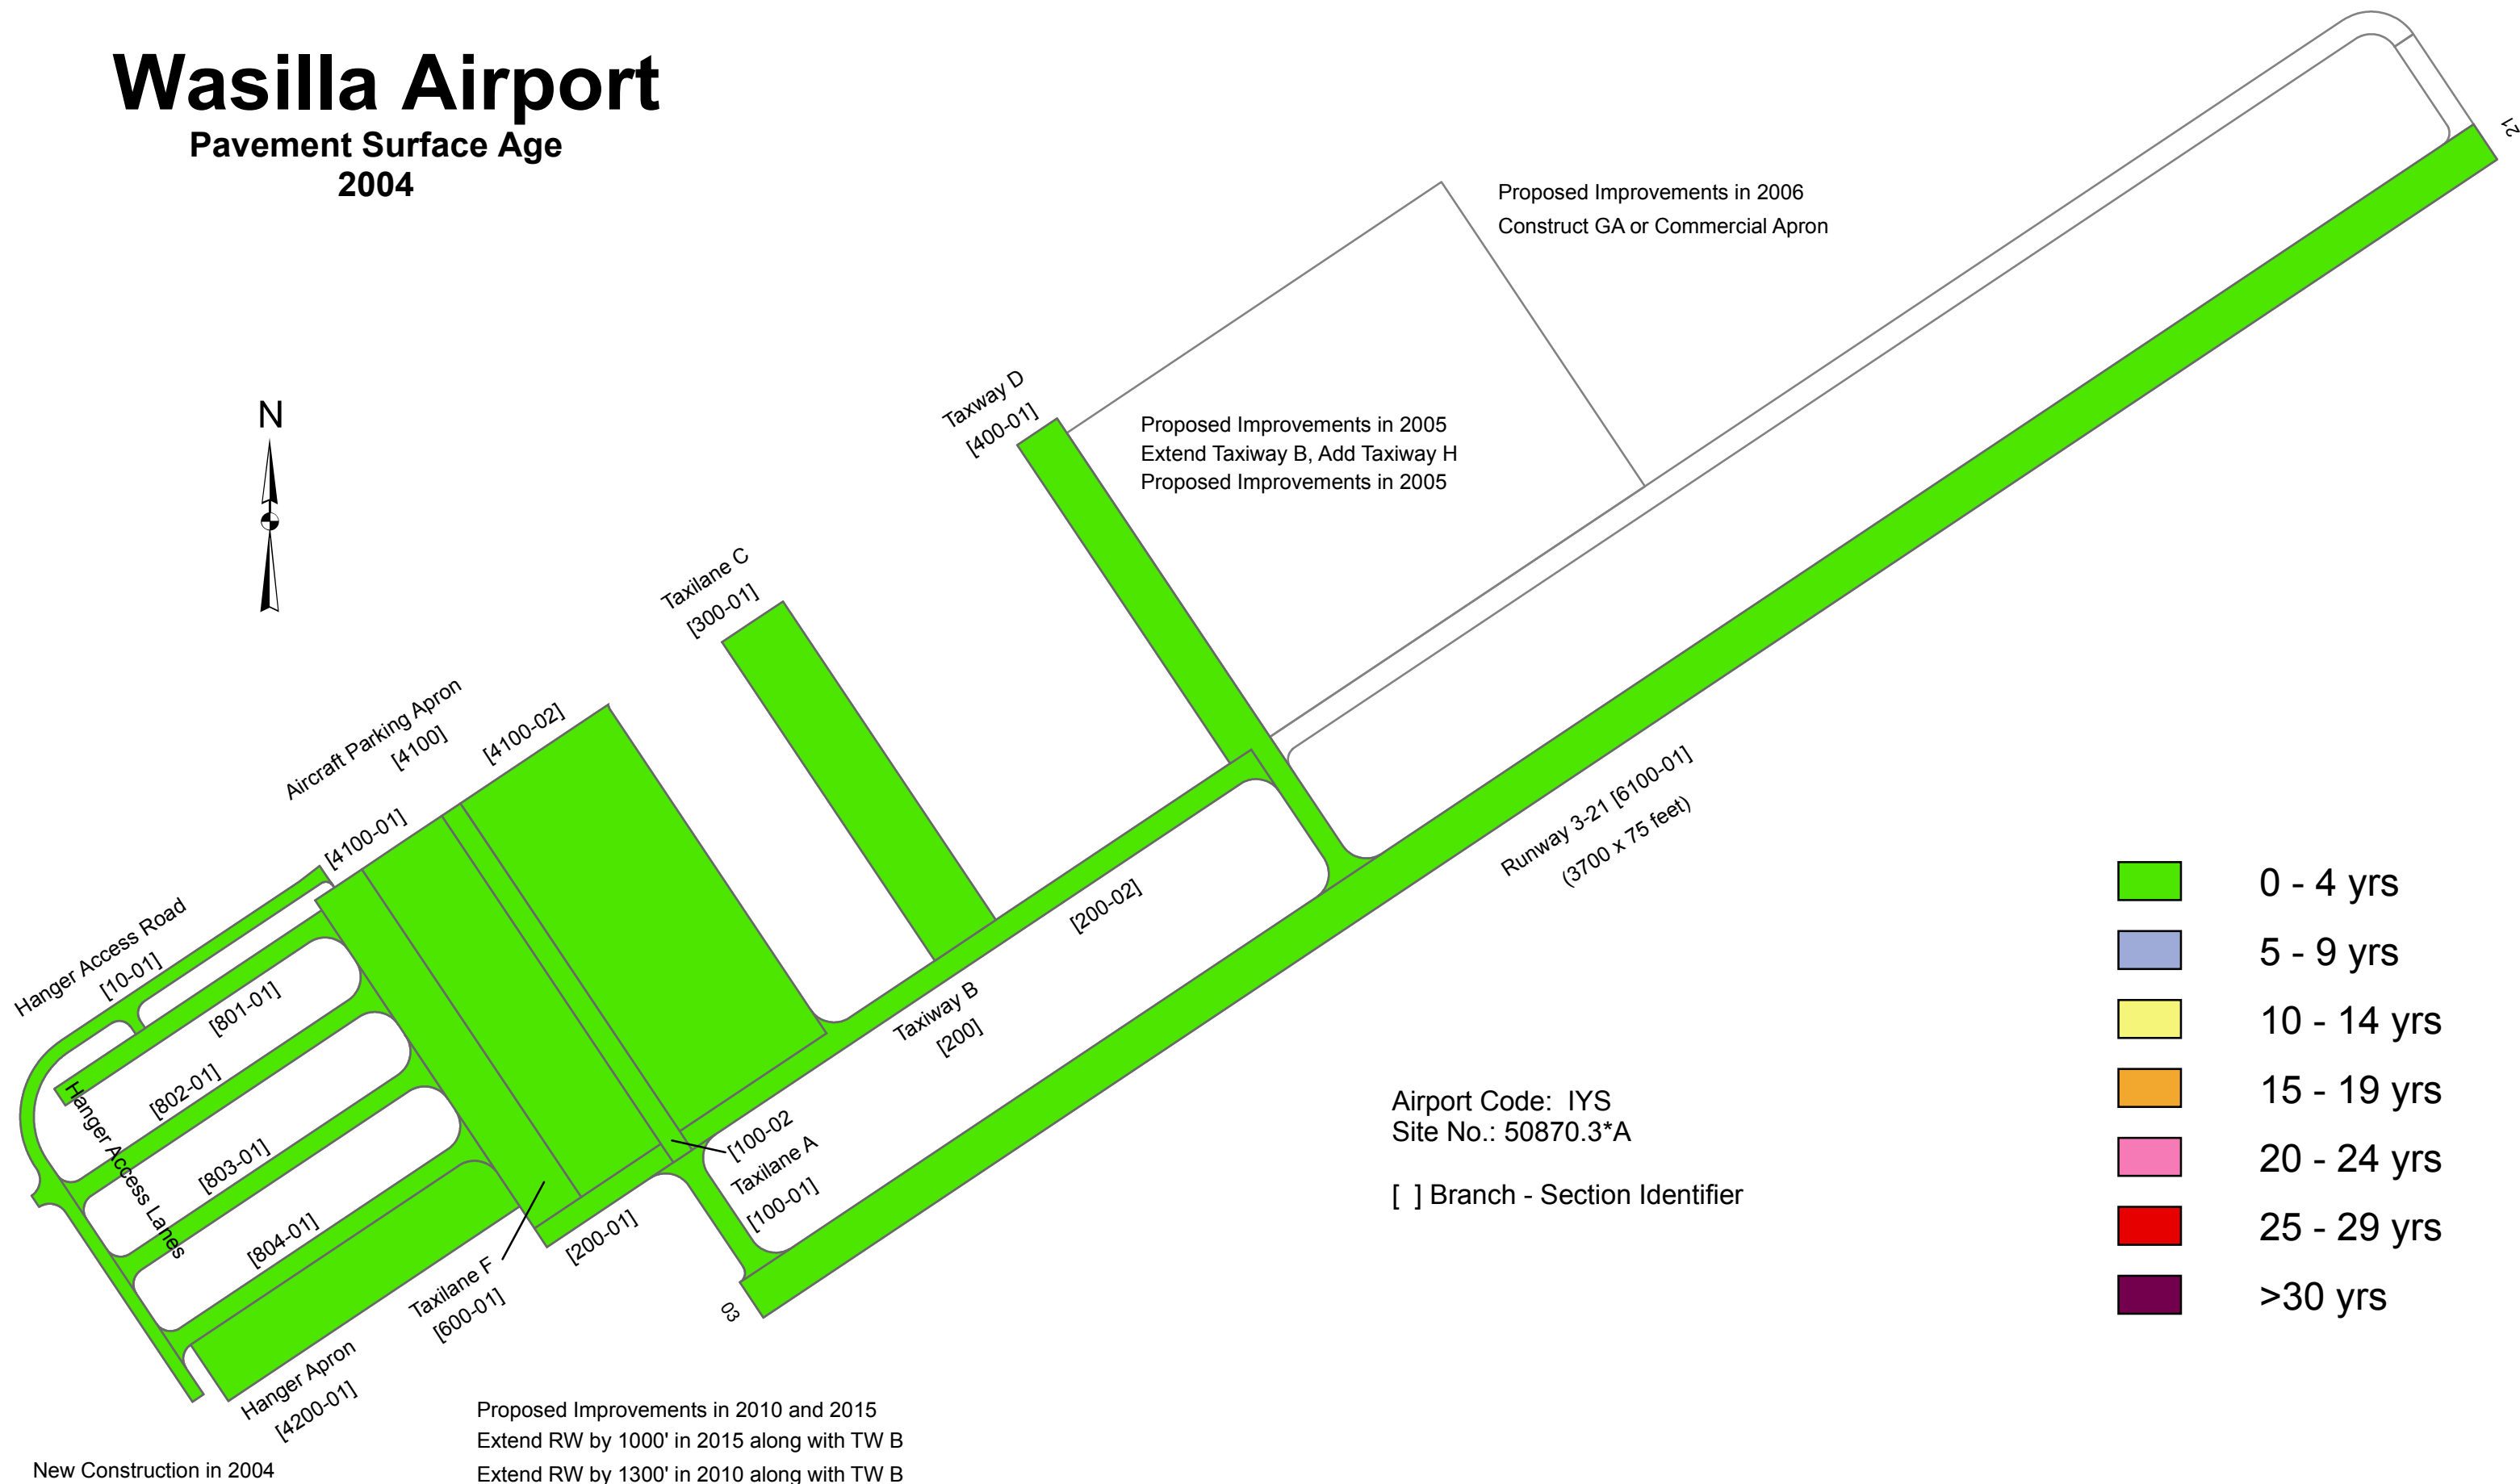 Wasilla Airport
Pavement Surface Age
2004
21
Proposed Improvements in 2006
Construct GA or Commercial Apron
N
Taxway D
[400-01]
Proposed Improvements in 2005
Extend Taxiway B, Add Taxiway H
Proposed Improvements in 2005
Taxilane C
[300-01]
Aircraft Parking Apron
[4100]
[4100-02]
[4100-01]
Runway 3-21 [6100-01]
(3700 x 75 feet)
Hanger Access Road
[10-01]
[801-01]
[802-01]
[803-01]
[804-01]
Hanger Access Lanes
[200-02]
Taxiway B
[200]
[100-02
Taxilane A
[100-01]
[200-01]
Taxilane F
[600-01]
03
Hanger Apron
[4200-01]
0 - 4 yrs
5 - 9 yrs
10 - 14 yrs
15 - 19 yrs
20 - 24 yrs
25 - 29 yrs
>30 yrs
Airport Code:  IYS
Site No.: 50870.3*A
[  ] Branch - Section Identifier
Proposed Improvements in 2010 and 2015
Extend RW by 1000' in 2015 along with TW B
Extend RW by 1300' in 2010 along with TW B
New Construction in 2004